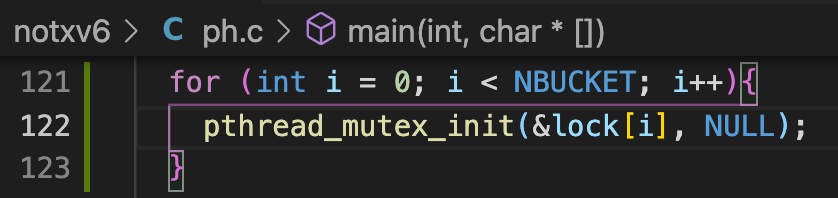 notxv6 > C ph.c > main(int, char * [])
121 for (int i = 0; i < NBUCKET; i++){
122 pthread_mutex_init(&lock[i], NULL);
123 }